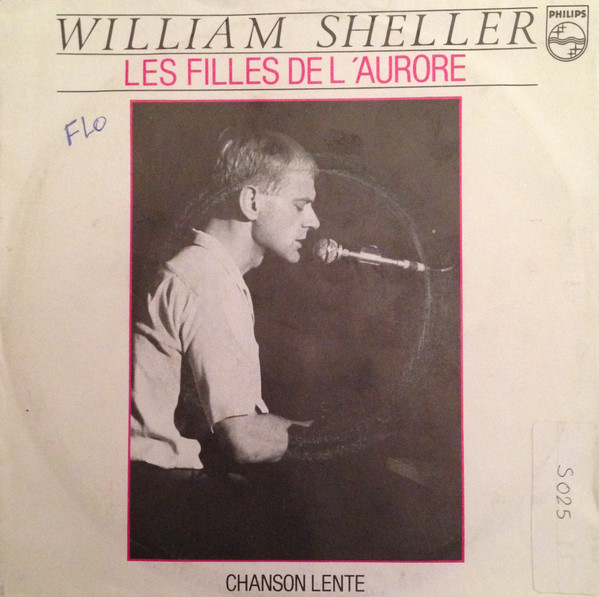 WILLIAM SHELLER
PHILIPS
LES FILLES DE L'AURORE
FLO
S025
CHANSON LENTE